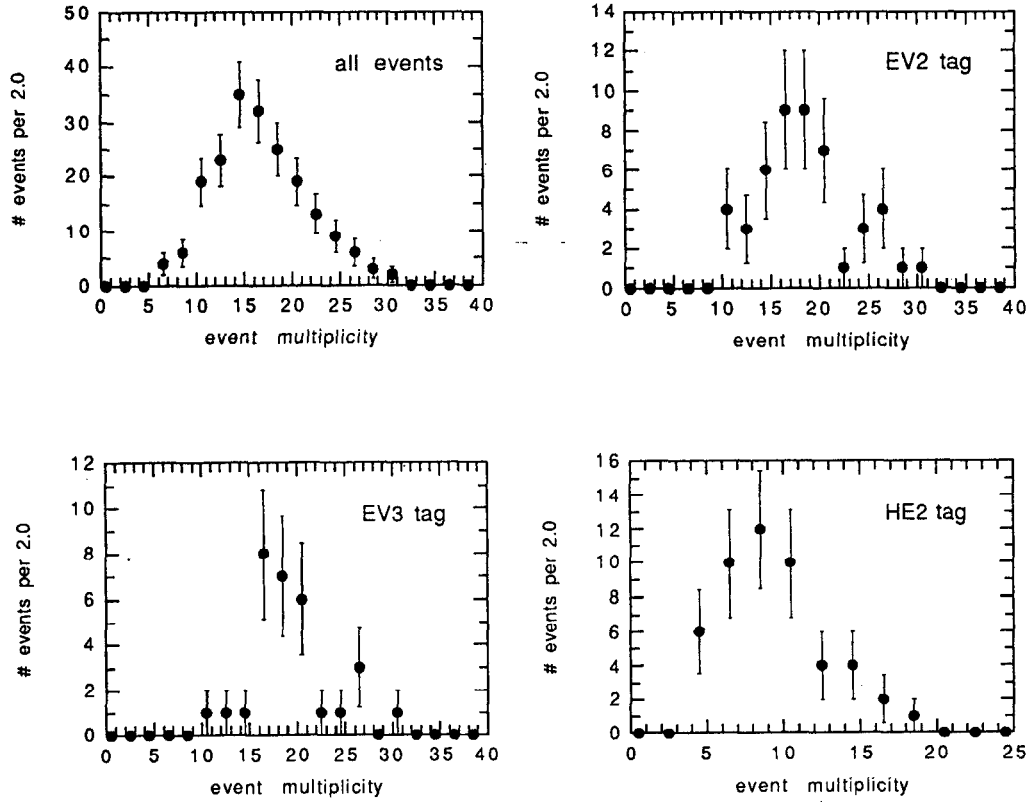 50
40
30
20
10
0
all events
# events per 2.0
0 5 10 15 20 25 30 35 40
event multiplicity
14
12
10
8
6
4
2
0
EV2 tag
# events per 2.0
0 5 10 15 20 25 30 35 40
event multiplicity
12
10
8
6
4
2
0
EV3 tag
# events per 2.0
0 5 10 15 20 25 30 35 40
event multiplicity
16
14
12
10
8
6
4
2
0
HE2 tag
# events per 2.0
0 5 10 15 20 25
event multiplicity